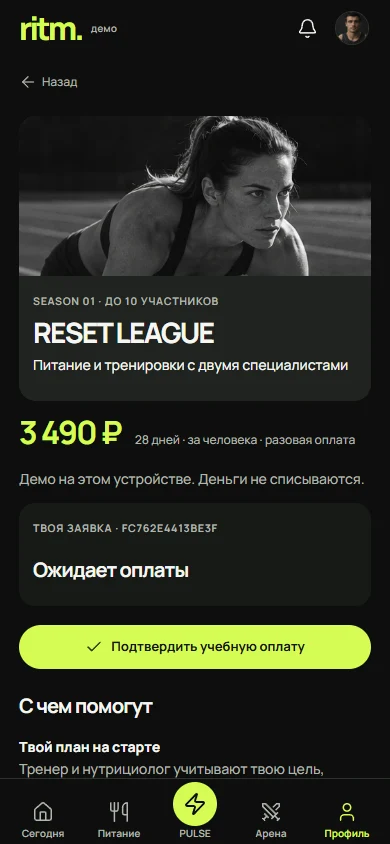 ritm. демо
Назад
SEASON 01 · ДО 10 УЧАСТНИКОВ
RESET LEAGUE
Питание и тренировки с двумя специалистами
3 490 ₽ 28 дней · за человека · разовая оплата
Демо на этом устройстве. Деньги не списываются.
ТВОЯ ЗАЯВКА · FC762E4413BE3F
Ожидает оплаты
Подтвердить учебную оплату
С чем помогут
Твой план на старте
Тренер и нутрициолог учитывают твою цель,
Сегодня Питание PULSE Арена Профиль